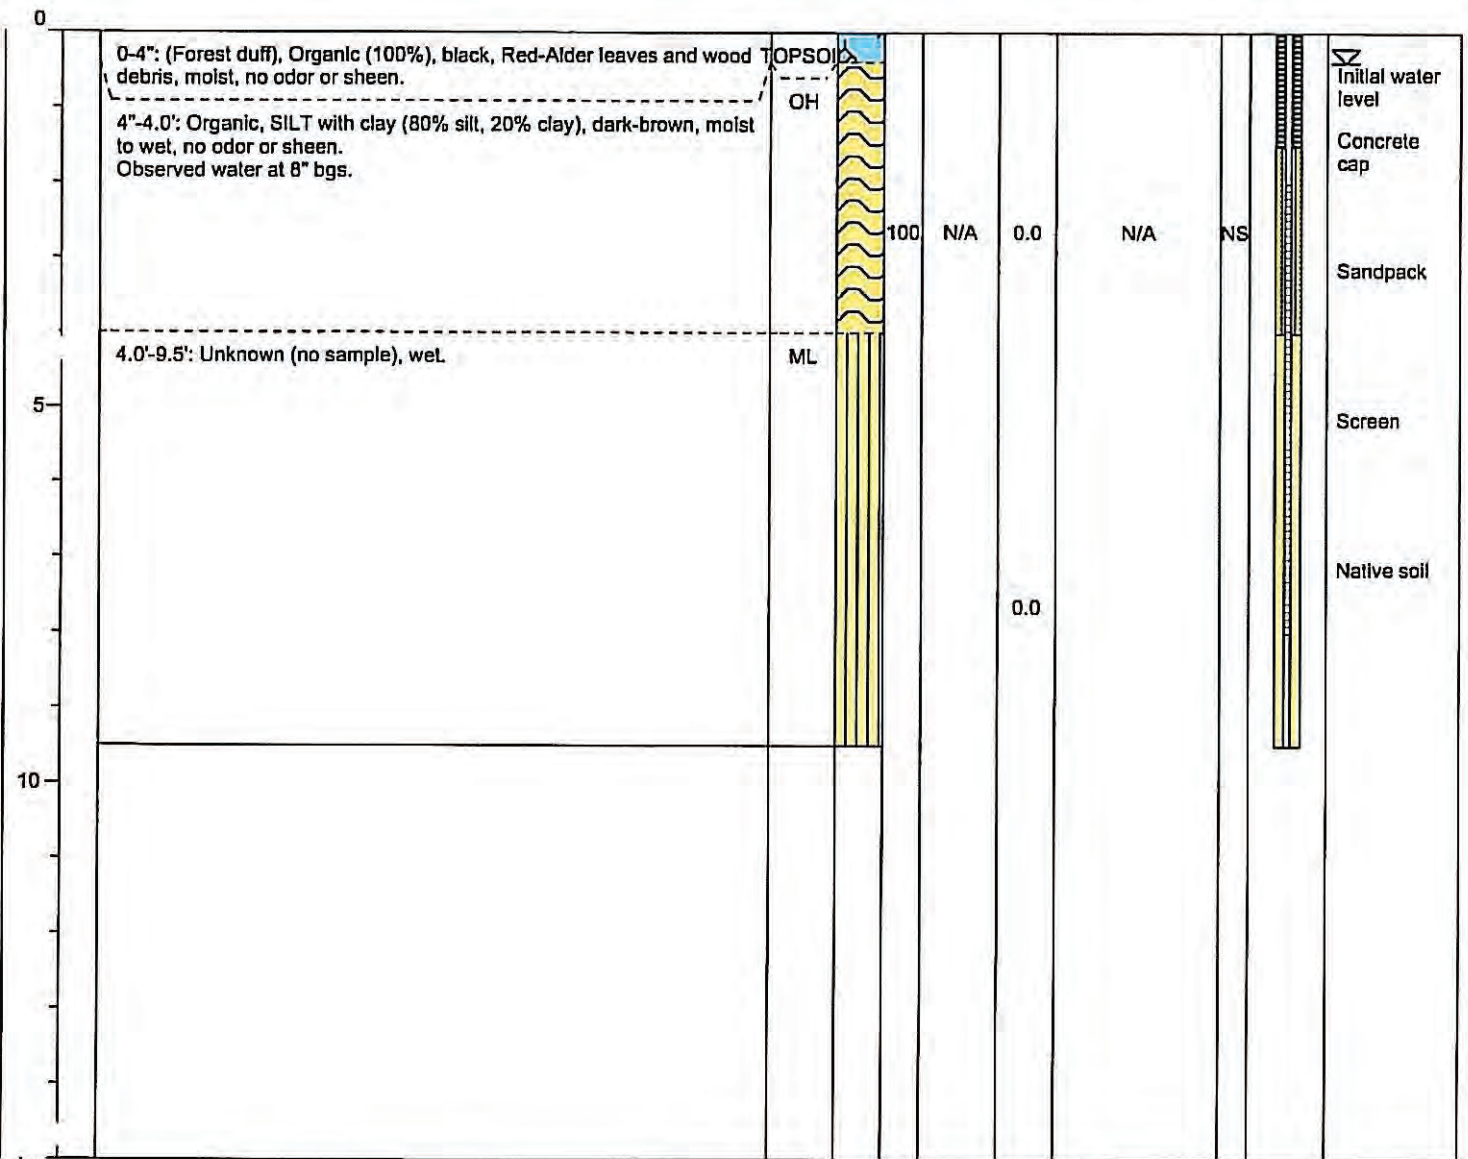 0
0-4": (Forest duff), Organic (100%), black, Red-Alder leaves and wood TOPSOIL
debris, moist, no odor or sheen.
OH
4"-4.0': Organic, SILT with clay (80% silt, 20% clay), dark-brown, moist
to wet, no odor or sheen.
Observed water at 8" bgs.
Initial water
level
Concrete
cap
100 N/A 0.0 N/A NS
Sandpack
4.0'-9.5': Unknown (no sample), wet.
ML
5
Screen
Native soil
0.0
10